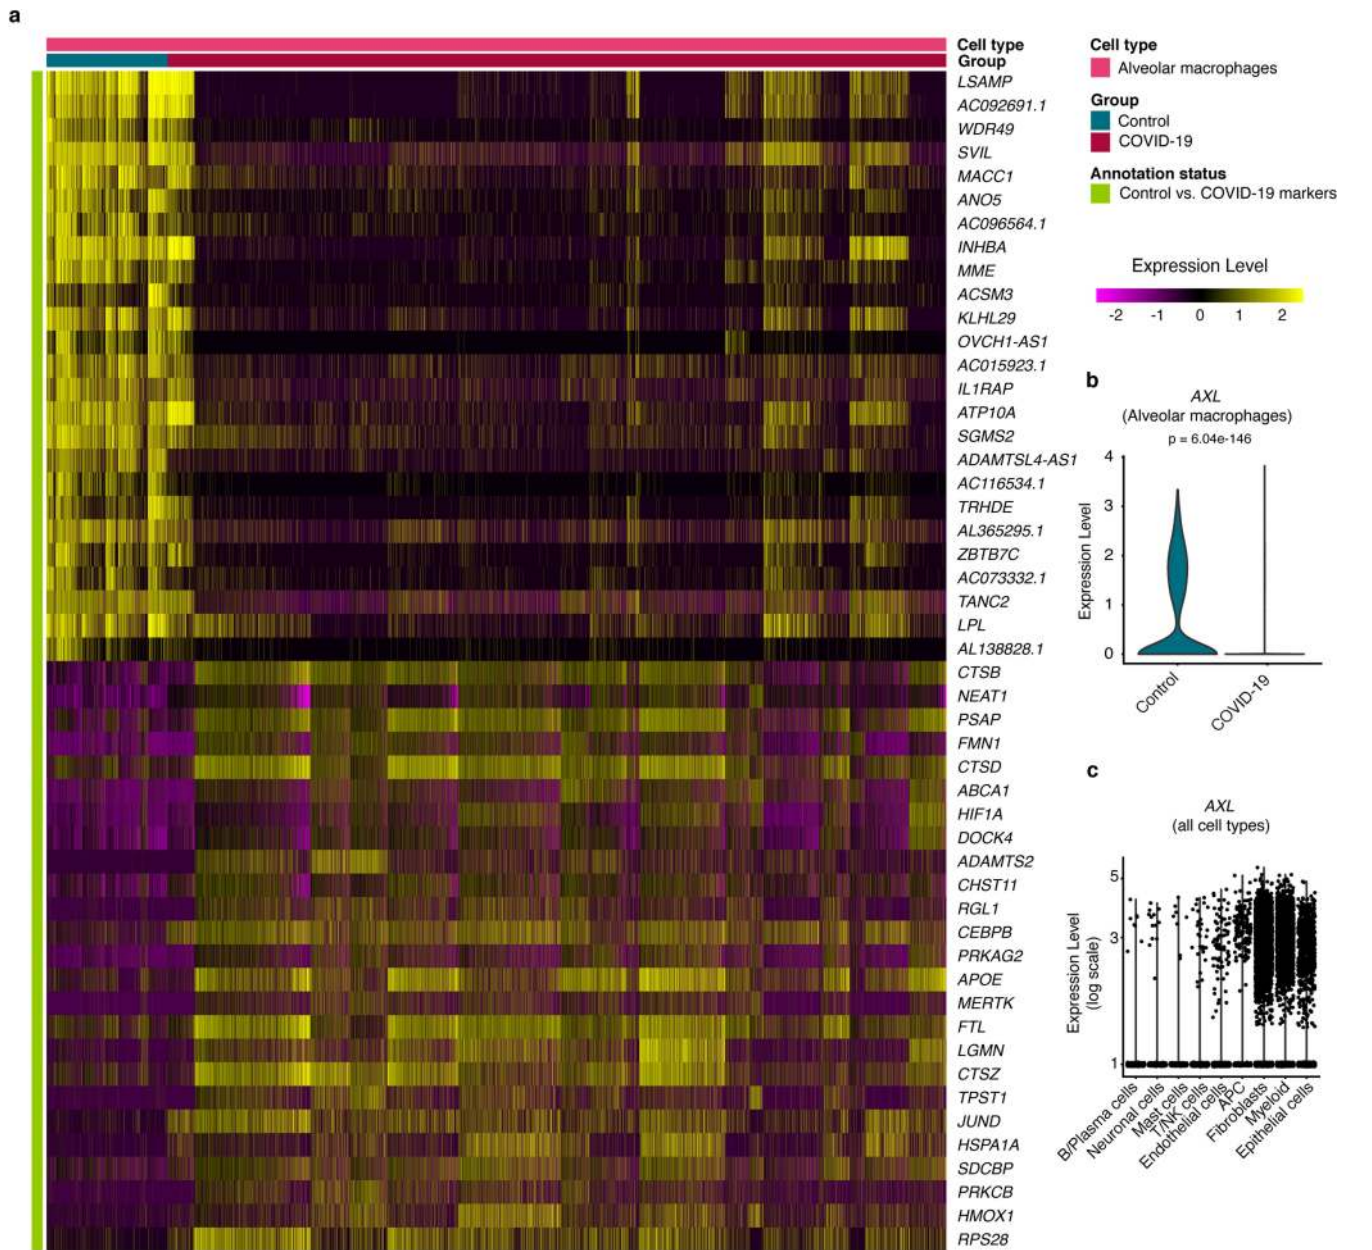 a
Cell type
Group
LSAMP
AC092691.1
WDR49
SVIL
MACC1
ANO5
AC096564.1
INHBA
MME
ACSM3
KLHL29
OVCH1-AS1
AC015923.1
IL1RAP
ATP10A
SGMS2
ADAMTSL4-AS1
AC116534.1
TRHDE
AL365295.1
ZBTB7C
AC073332.1
TANC2
LPL
AL138828.1
CTSB
NEAT1
PSAP
FMN1
CTSD
ABCA1
HIF1A
DOCK4
ADAMTS2
CHST11
RGL1
CEBPB
PRKAG2
APOE
MERTK
FTL
LGMN
CTSZ
TPST1
JUND
HSPA1A
SDCBP
PRKCB
HMOX1
RPS28
Cell type
Alveolar macrophages
Group
Control
COVID-19
Annotation status
Control vs. COVID-19 markers
Expression Level
-2 -1 0 1 2
b
AXL
(Alveolar macrophages)
p = 6.04e-146
Expression Level
4
3
2
1
0
Control
COVID-19
c
AXL
(all cell types)
Expression Level
(log scale)
5
3
1
B/Plasma cells
Neuronal cells
Mast cells
T/NK cells
Endothelial cells
APC
Fibroblasts
Myeloid
Epithelial cells